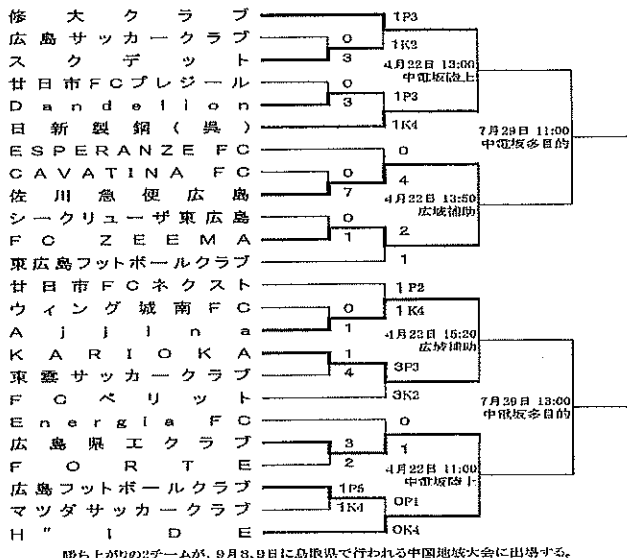 修大クラブ 1P3
広島サッカークラブ 0
1K2
スクデット 3
4月22日 13:00
中電坂陸上
廿日市FCプレジール 0
Dandelion 3
1P3
日新製鋼(呉) 1K4
7月29日 11:00
中電坂多目的
ESPERANZE FC 0
CAVATINA FC 0
4
佐川急便広島 7
4月22日 13:50
広域補助
シークリューザ東広島 0
FC ZEEMA 1
2
東広島フットボールクラブ 1
廿日市FCネクスト 1P2
ウィング城南FC 0
1K4
Ajina 1
4月22日 15:20
広域補助
KARIOKA 1
東雲サッカークラブ 4
3P3
FCペリット 3K2
7月29日 13:00
中電坂多目的
Energia FC 0
広島県工クラブ 3
1
FORTE 2
4月22日 11:00
中電坂陸上
広島フットボールクラブ 1P5
マツダサッカークラブ 1K4
0P1
H"IDE 0K4
勝ち上がりの2チームが、9月8,9日に鳥取県で行われる中国地域大会に出場する。